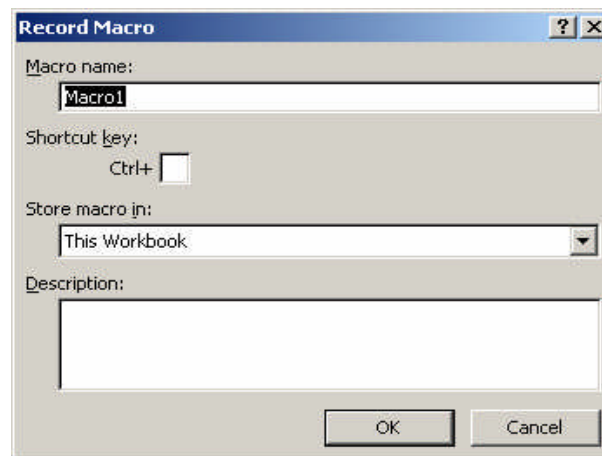 Record Macro
Macro name:
Macro1
Shortcut key:
Ctrl+
Store macro in:
This Workbook
Description:
OK Cancel